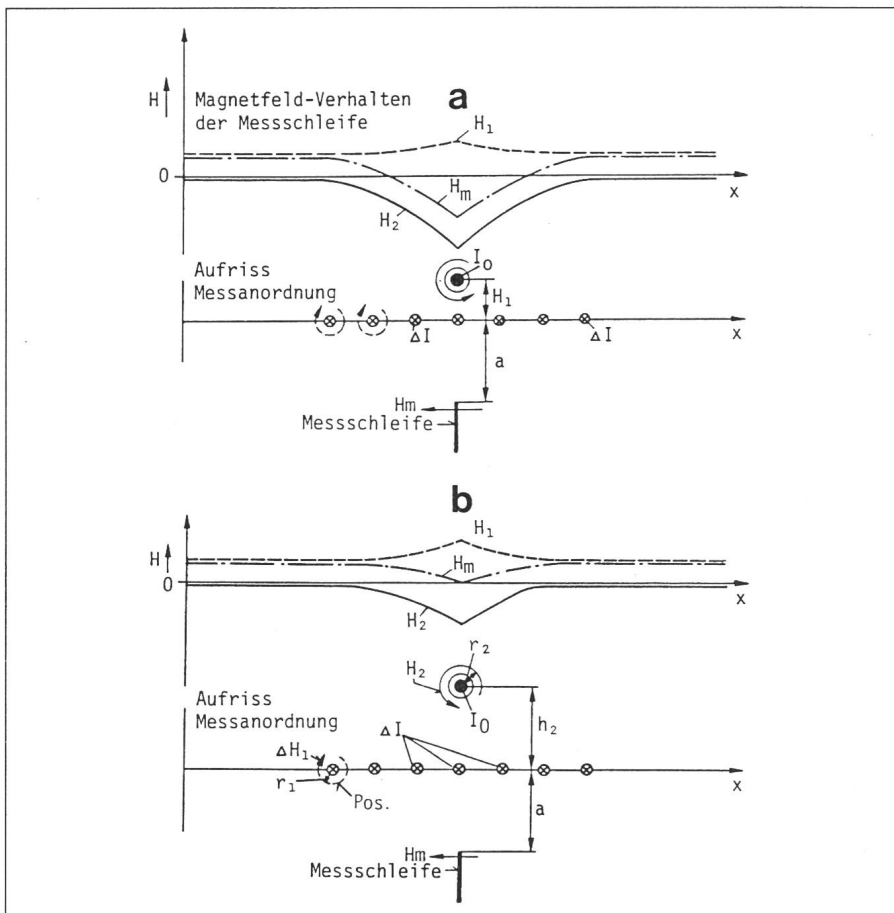 a
H
Magnetfeld-Verhalten
der Messschleife
H₁
0
x
Hₘ
H₂
Aufriss
Messanordnung
I₀
H₁
ΔI
ΔI
x
a
Hm
Messschleife
b
H₁
H
Hₘ
0
x
H₂
r₂
H₂
Aufriss
Messanordnung
I₀
h₂
ΔI
ΔH₁
r₁
Pos.
x
a
Hm
Messschleife